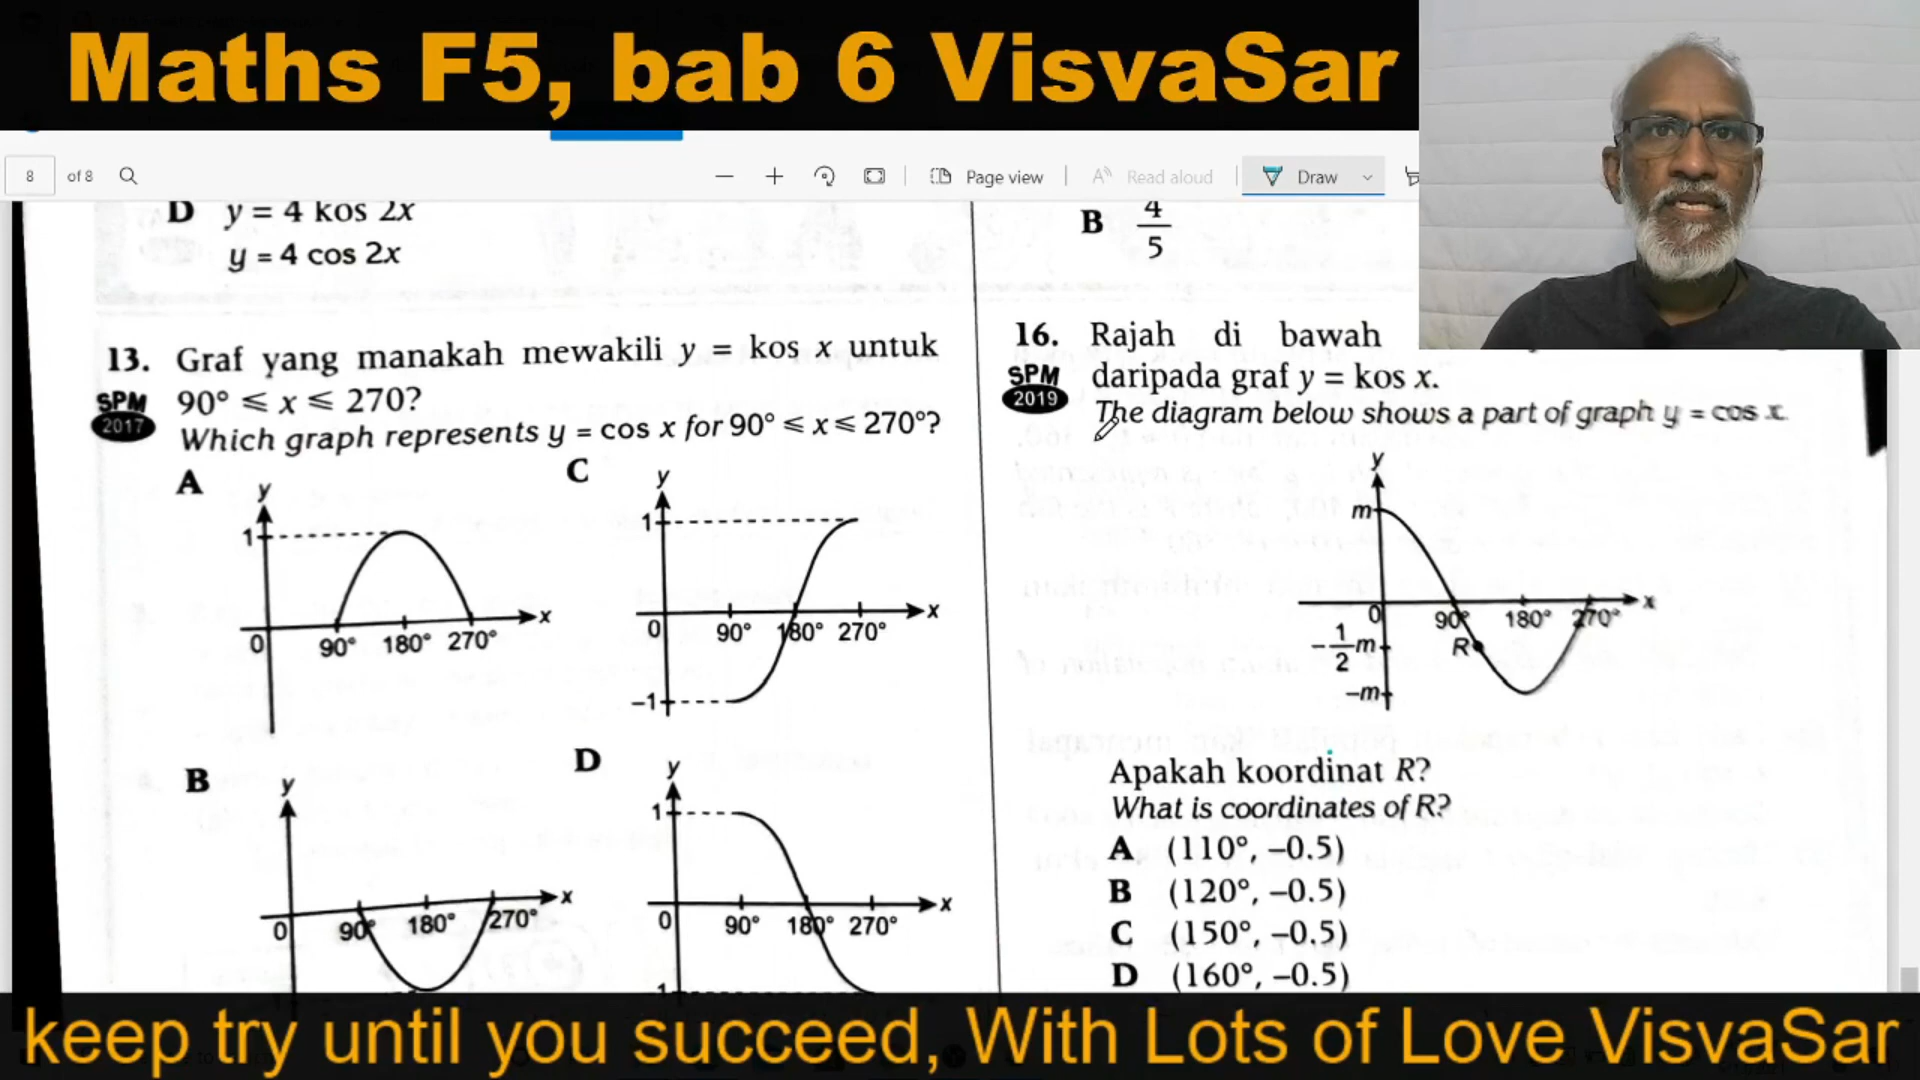 Maths F5, bab 6 VisvaSar
8 of 8
Page view
Read aloud
Draw
D y = 4 kos 2x
y = 4 cos 2x
13. Graf yang manakah mewakili y = kos x untuk
SPM 2017
90° ⩽ x ⩽ 270?
Which graph represents y = cos x for 90° ⩽ x ⩽ 270°?
A
y
1
0 90° 180° 270° x
C
y
1
0 90° 180° 270° x
−1
B
y
0 90° 180° 270° x
D
y
1
0 90° 180° 270° x
B 4/5
16. Rajah di bawah
SPM 2019
daripada graf y = kos x.
The diagram below shows a part of graph y = cos x.
y
m
0 90° 180° 270° x
−1/2 m
R
−m
Apakah koordinat R?
What is coordinates of R?
A (110°, −0.5)
B (120°, −0.5)
C (150°, −0.5)
D (160°, −0.5)
keep try until you succeed, With Lots of Love VisvaSar